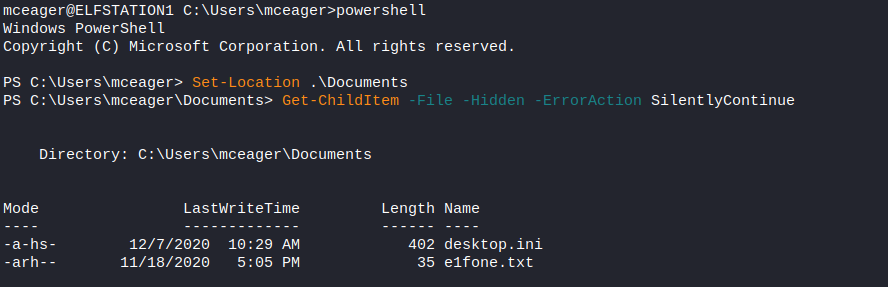 mceager@ELFSTATION1 C:\Users\mceager>powershell
Windows PowerShell
Copyright (C) Microsoft Corporation. All rights reserved.
PS C:\Users\mceager> Set-Location .\Documents
PS C:\Users\mceager\Documents> Get-ChildItem -File -Hidden -ErrorAction SilentlyContinue
Directory: C:\Users\mceager\Documents
Mode LastWriteTime Length Name
---- ------------- ------ ----
-a-hs- 12/7/2020 10:29 AM 402 desktop.ini
-arh-- 11/18/2020 5:05 PM 35 e1fone.txt